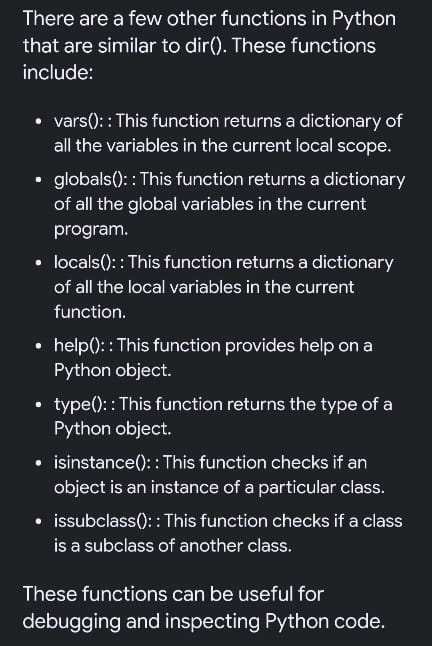 There are a few other functions in Python
that are similar to dir(). These functions
include:
• vars(): : This function returns a dictionary of
all the variables in the current local scope.
• globals(): : This function returns a dictionary
of all the global variables in the current
program.
• locals(): : This function returns a dictionary
of all the local variables in the current
function.
• help(): : This function provides help on a
Python object.
• type(): : This function returns the type of a
Python object.
• isinstance(): : This function checks if an
object is an instance of a particular class.
• issubclass(): : This function checks if a class
is a subclass of another class.
These functions can be useful for
debugging and inspecting Python code.